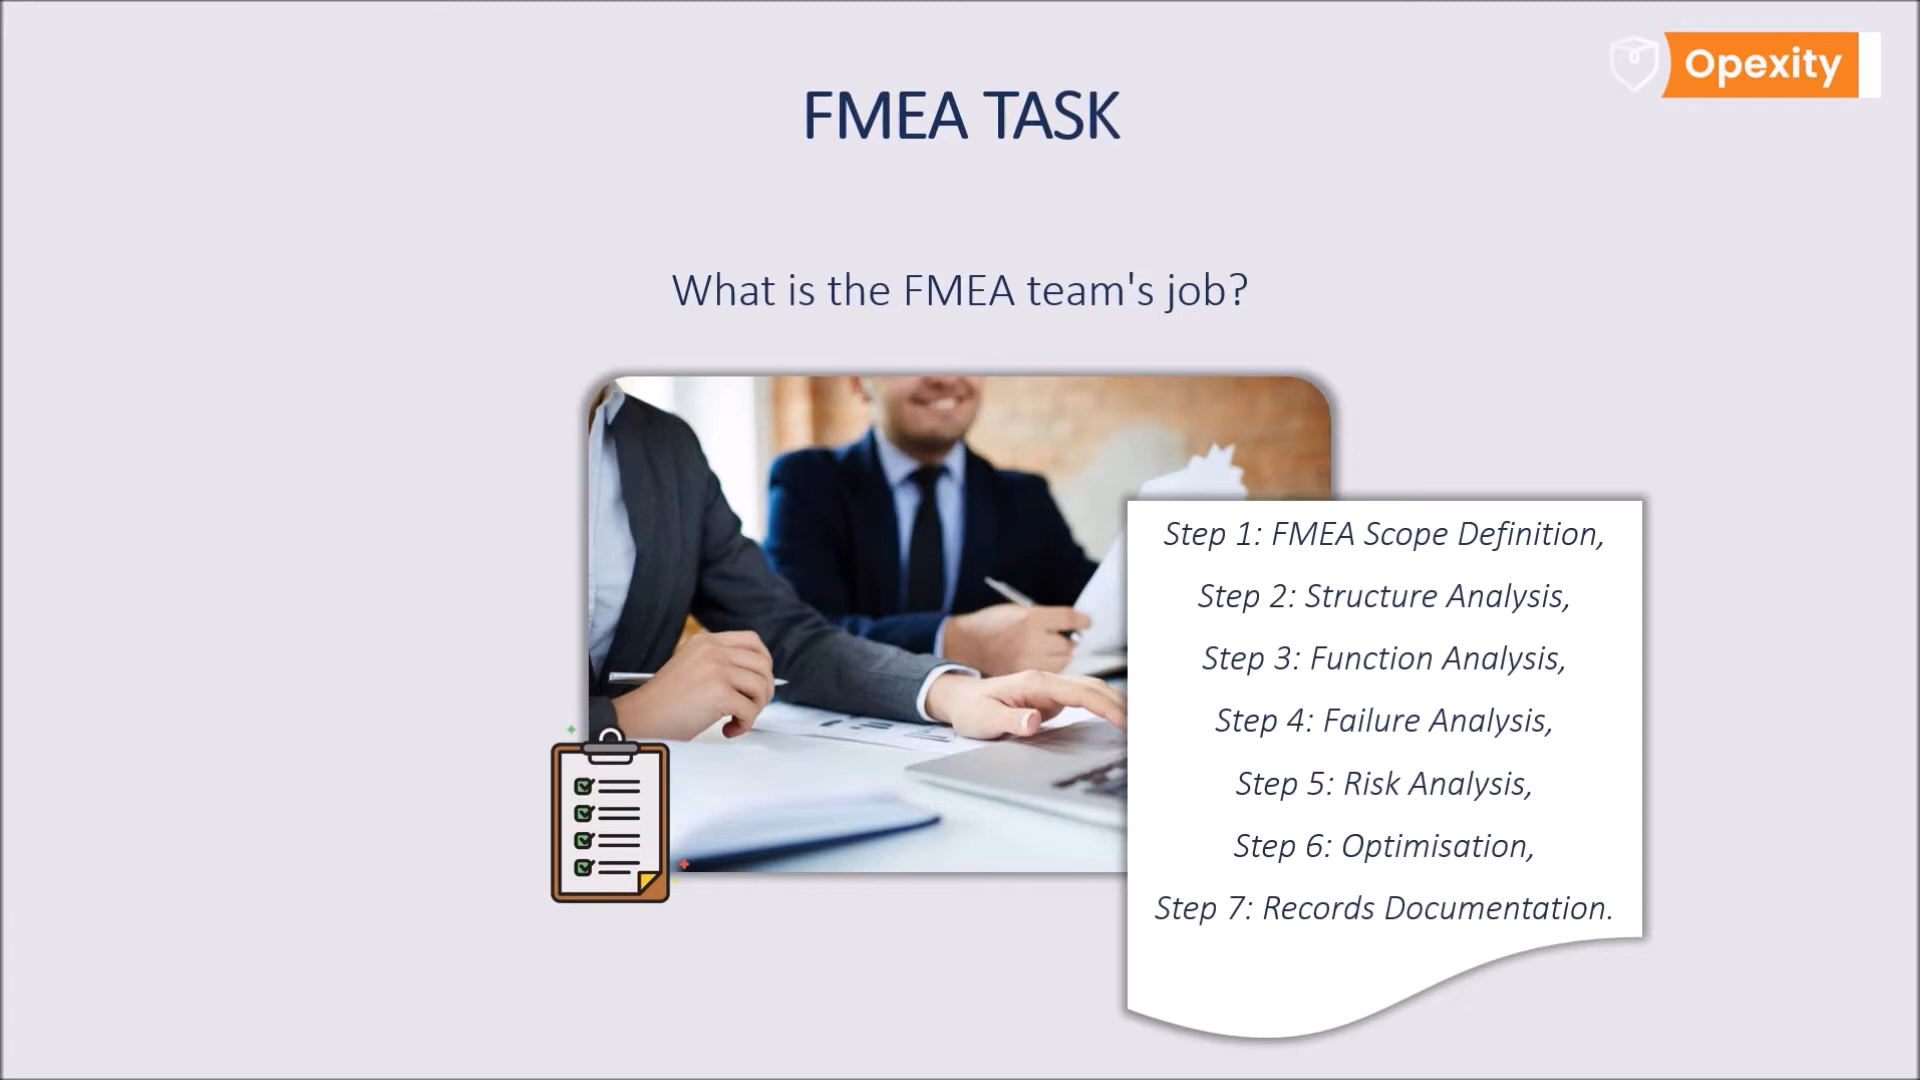 Opexity
FMEA TASK
What is the FMEA team's job?
Step 1: FMEA Scope Definition,
Step 2: Structure Analysis,
Step 3: Function Analysis,
Step 4: Failure Analysis,
Step 5: Risk Analysis,
Step 6: Optimisation,
Step 7: Records Documentation.